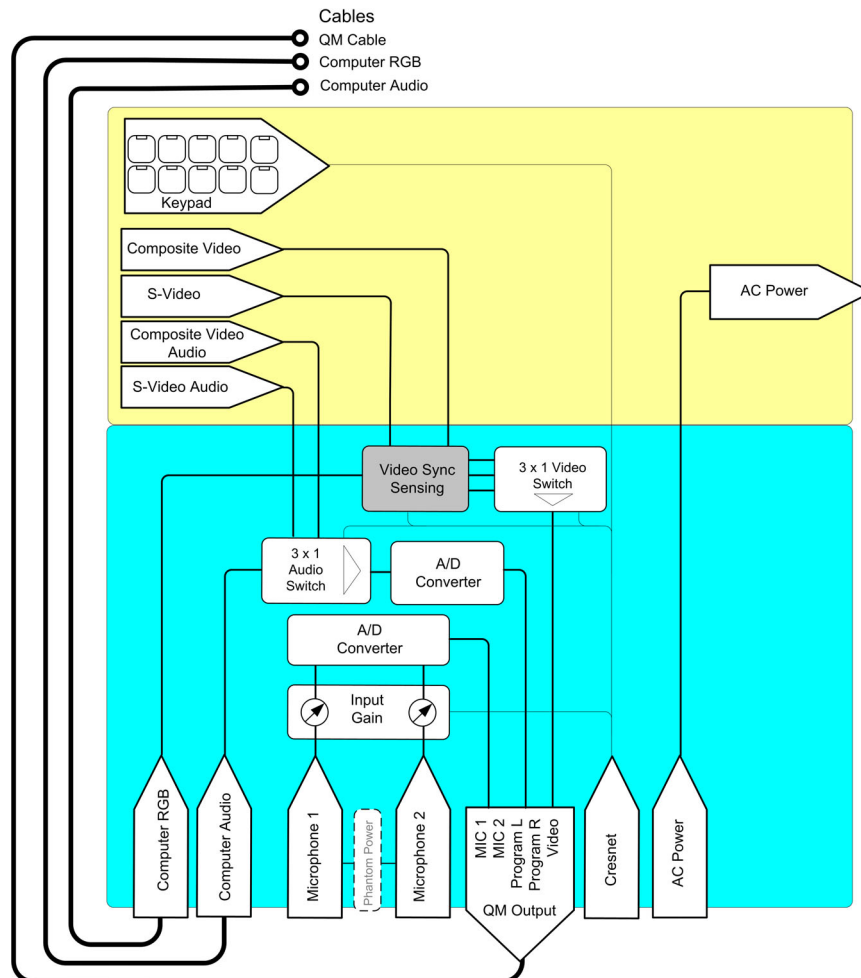 Cables
QM Cable
Computer RGB
Computer Audio
Keypad
Composite Video
S-Video
Composite Video
Audio
S-Video Audio
AC Power
Video Sync
Sensing
3 x 1 Video
Switch
3 x 1
Audio
Switch
A/D
Converter
A/D
Converter
Input
Gain
Computer RGB
Computer Audio
Microphone 1
Phantom Power
Microphone 2
MIC 1
MIC 2
Program L
Program R
Video
QM Output
Cresnet
AC Power